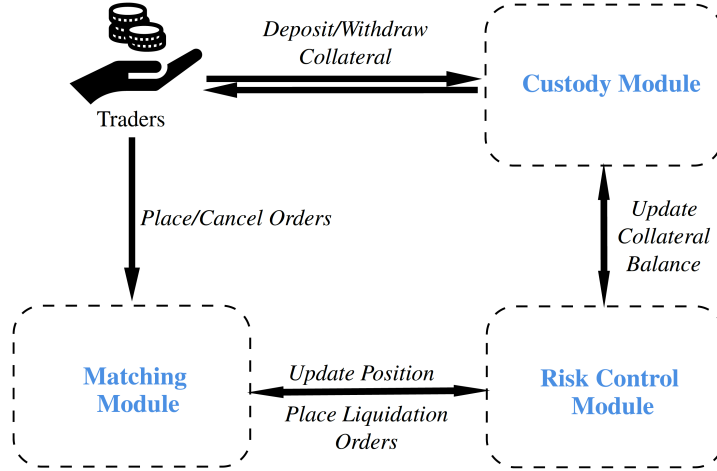 Deposit/Withdraw
Collateral
Custody Module
Traders
Place/Cancel Orders
Update
Collateral
Balance
Matching
Module
Update Position
Place Liquidation
Orders
Risk Control
Module